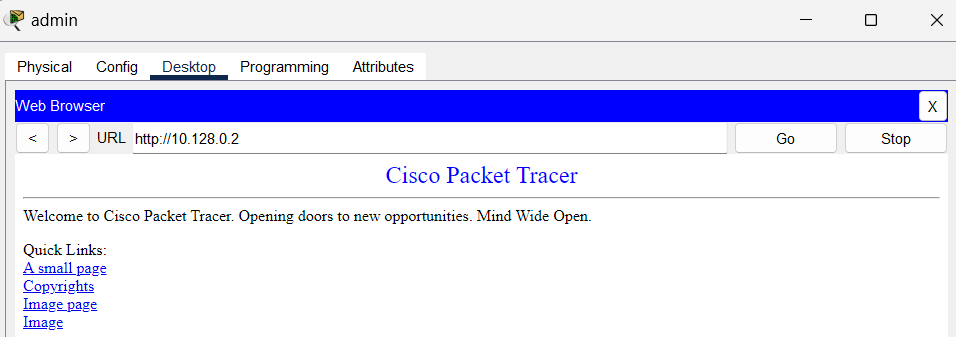 admin
Physical Config Desktop Programming Attributes
Web Browser X
< > URL http://10.128.0.2 Go Stop
Cisco Packet Tracer
Welcome to Cisco Packet Tracer. Opening doors to new opportunities. Mind Wide Open.
Quick Links:
A small page
Copyrights
Image page
Image